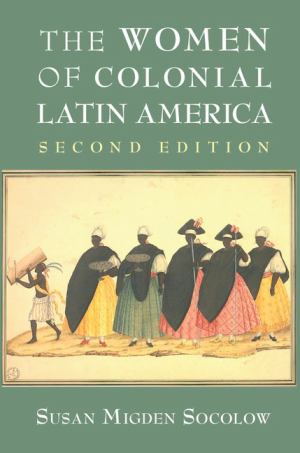 THE WOMEN
OF COLONIAL
LATIN AMERICA
SECOND EDITION
SUSAN MIGDEN SOCOLOW